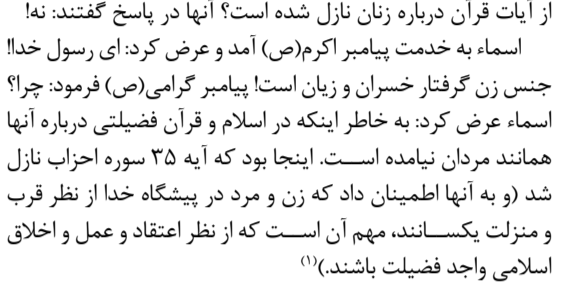 از آیات قرآن درباره زنان نازل شده است؟ آنها در پاسخ گفتند: نه!
اسماء به خدمت پیامبر اکرم(ص) آمد و عرض کرد: ای رسول خدا!
جنس زن گرفتار خسران و زیان است! پیامبر گرامی(ص) فرمود: چرا؟
اسماء عرض کرد: به خاطر اینکه در اسلام و قرآن فضیلتی درباره آنها
همانند مردان نیامده است. اینجا بود که آیه ۳۵ سوره احزاب نازل
شد (و به آنها اطمینان داد که زن و مرد در پیشگاه خدا از نظر قرب
و منزلت یکسانند، مهم آن است که از نظر اعتقاد و عمل و اخلاق
اسلامی واجد فضیلت باشند.)(۱)